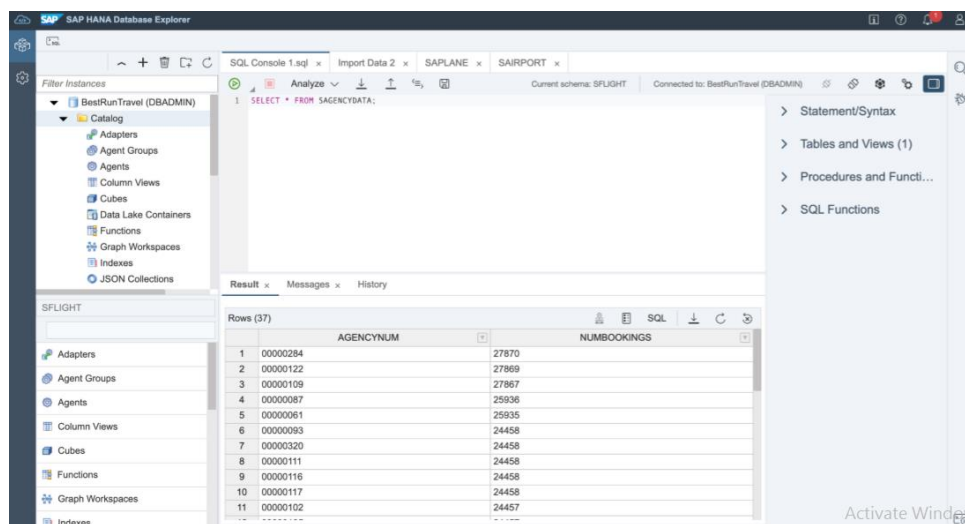 SAP SAP HANA Database Explorer
SQL Console 1.sql × Import Data 2 × SAPLANE × SAIRPORT ×
Filter Instances
Analyze
Current schema: SFLIGHT
Connected to: BestRunTravel (DBADMIN)
BestRunTravel (DBADMIN)
Catalog
Adapters
Agent Groups
Agents
Column Views
Cubes
Data Lake Containers
Functions
Graph Workspaces
Indexes
JSON Collections
1 SELECT * FROM SAGENCYDATA;
Statement/Syntax
Tables and Views (1)
Procedures and Functi...
SQL Functions
SFLIGHT
Adapters
Agent Groups
Agents
Column Views
Cubes
Functions
Graph Workspaces
Indexes
Result × Messages × History
Rows (37)
SQL
AGENCYNUM NUMBOOKINGS
1 00000284 27870
2 00000122 27869
3 00000109 27867
4 00000087 25936
5 00000061 25935
6 00000093 24458
7 00000320 24458
8 00000111 24458
9 00000116 24458
10 00000117 24458
11 00000102 24457
Activate Windo